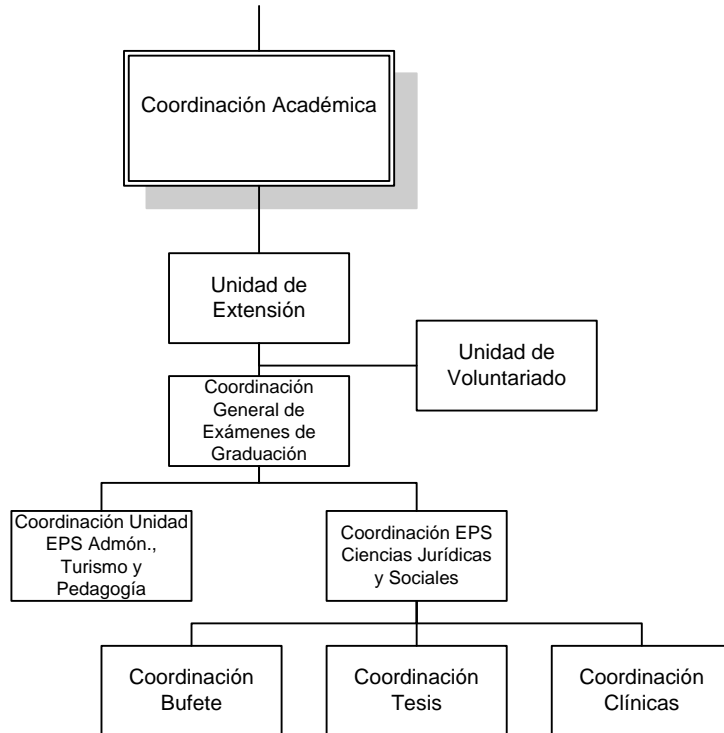 Coordinación Académica
Unidad de
Extensión
Unidad de
Voluntariado
Coordinación
General de
Exámenes de
Graduación
Coordinación Unidad
EPS Admón.,
Turismo y
Pedagogía
Coordinación EPS
Ciencias Jurídicas
y Sociales
Coordinación
Bufete
Coordinación
Tesis
Coordinación
Clínicas